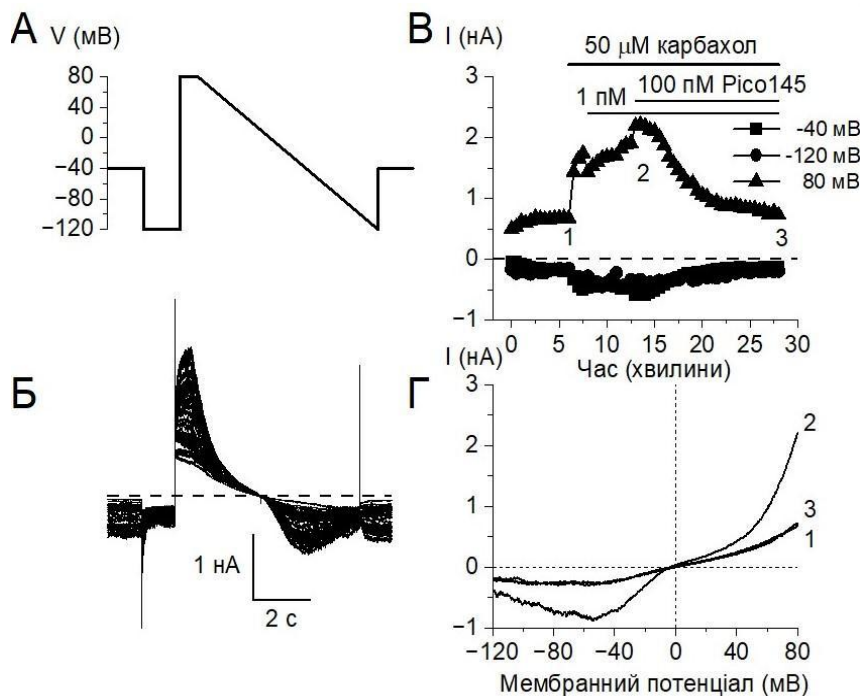 А
V (мВ)
80
40
0
−40
−80
−120
Б
1 нА
2 с
В
I (нА)
50 μМ карбахол
100 пМ Pico145
1 пМ
-40 мВ
-120 мВ
80 мВ
3
2
1
0
−1
1
2
3
0 5 10 15 20 25 30
Час (хвилини)
Г
I (нА)
3
2
1
0
−1
2
3
1
−120 −80 −40 0 40 80
Мембранний потенціал (мВ)